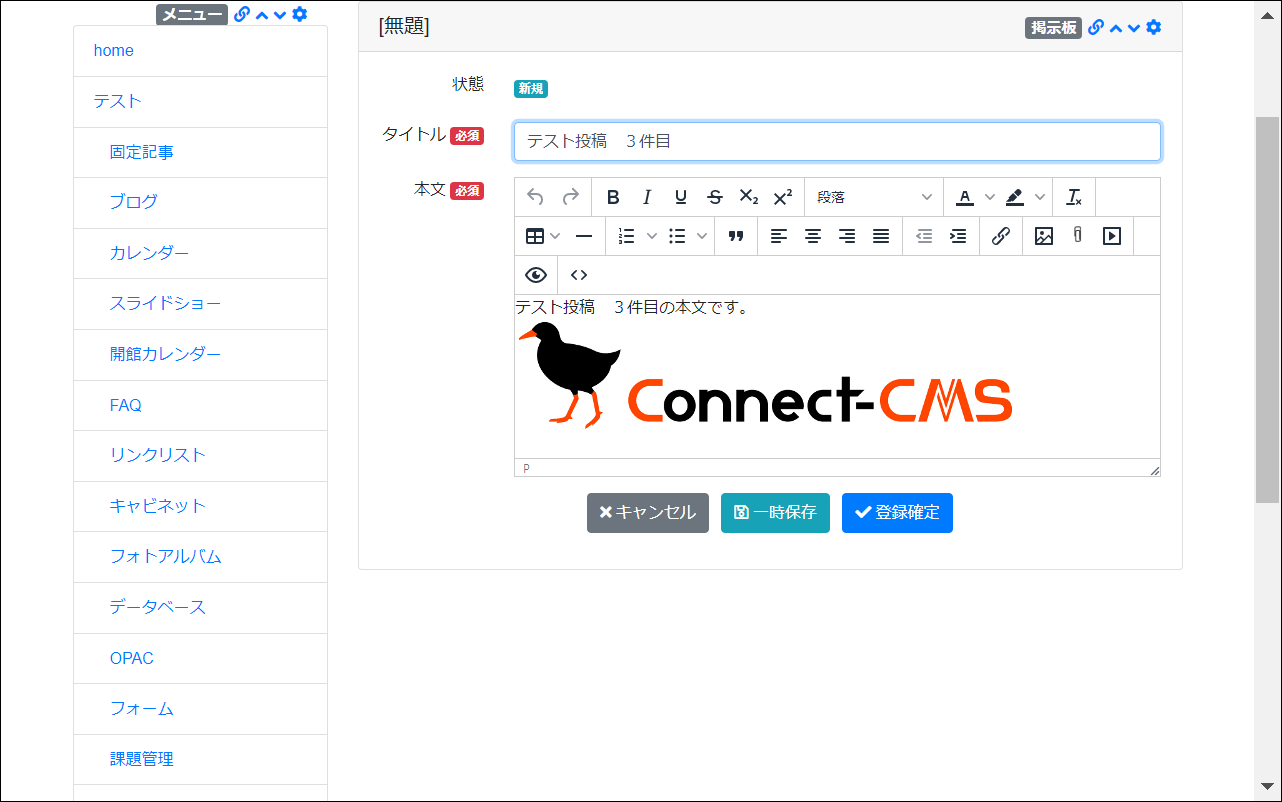 メニュー
home
テスト
固定記事
ブログ
カレンダー
スライドショー
開館カレンダー
FAQ
リンクリスト
キャビネット
フォトアルバム
データベース
OPAC
フォーム
課題管理
[無題]
掲示板
状態 新規
タイトル 必須 テスト投稿　３件目
本文 必須
段落
テスト投稿　３件目の本文です。
Connect-CMS
P
キャンセル 一時保存 登録確定